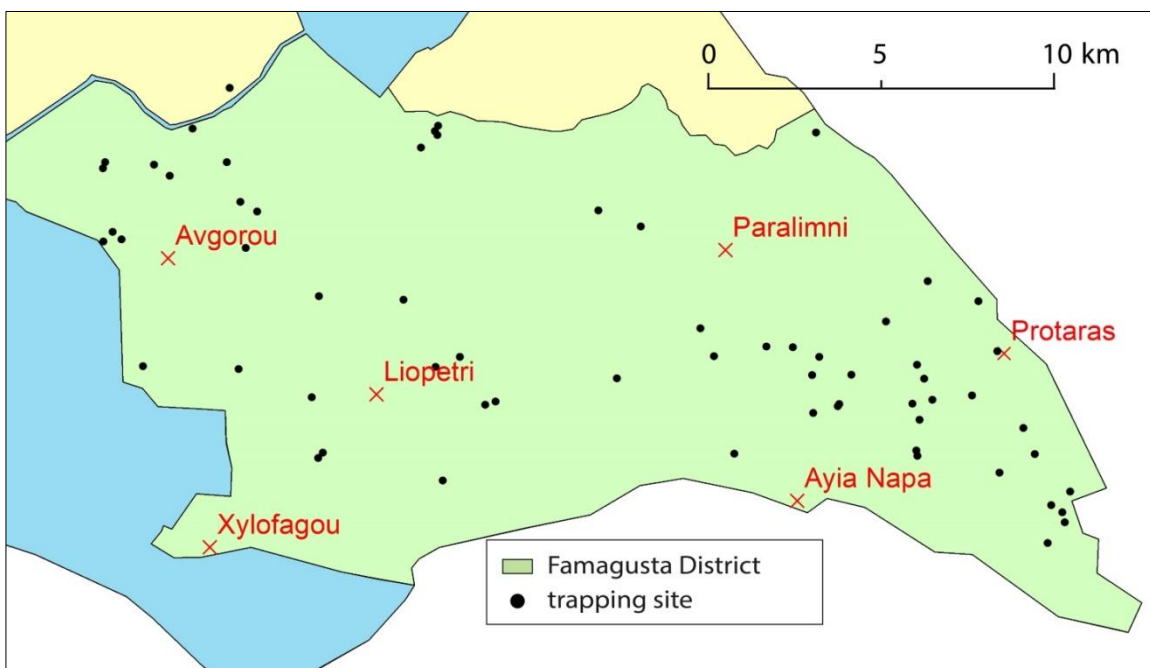 0 5 10 km
Avgorou
Paralimni
Protaras
Liopetri
Ayia Napa
Xylofagou
Famagusta District
trapping site